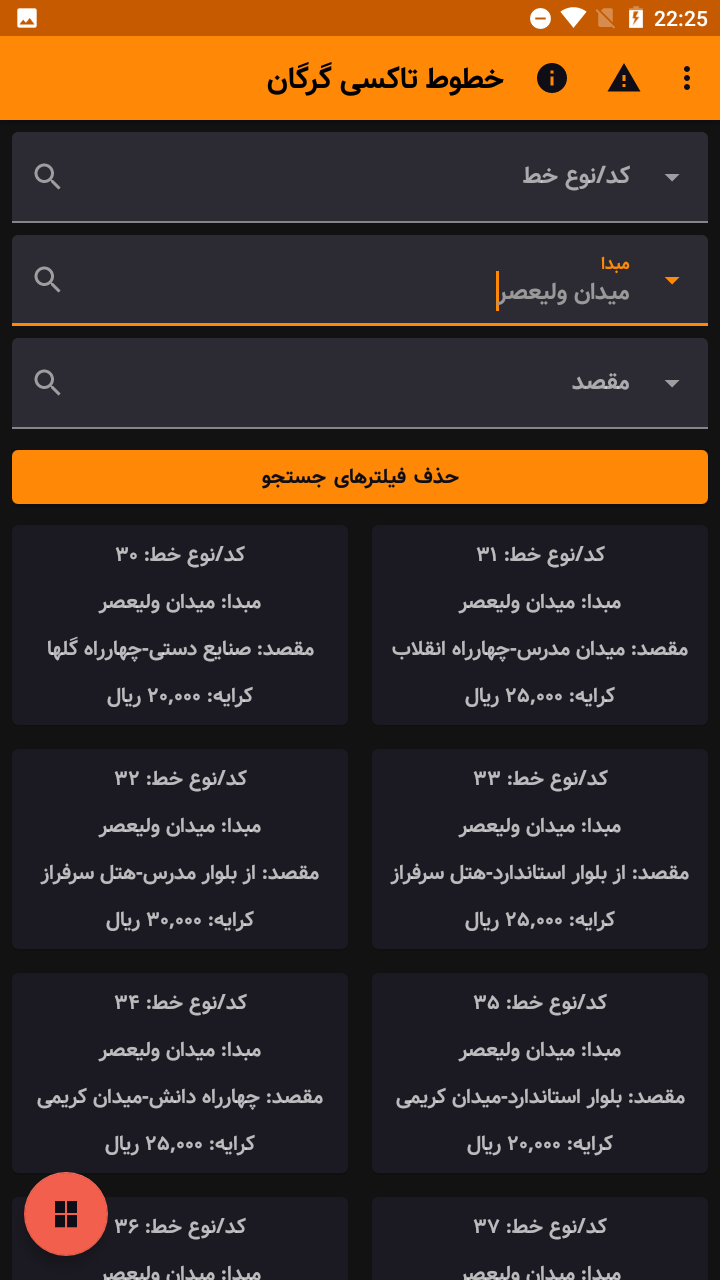 22:25
خطوط تاکسی گرگان
کد/نوع خط
مبدا
میدان ولیعصر
مقصد
حذف فیلترهای جستجو
کد/نوع خط: ۳۱
مبدا: میدان ولیعصر
مقصد: میدان مدرس-چهارراه انقلاب
کرایه: ۲۵,۰۰۰ ریال
کد/نوع خط: ۳۰
مبدا: میدان ولیعصر
مقصد: صنایع دستی-چهارراه گلها
کرایه: ۲۰,۰۰۰ ریال
کد/نوع خط: ۳۳
مبدا: میدان ولیعصر
مقصد: از بلوار استاندارد-هتل سرفراز
کرایه: ۲۵,۰۰۰ ریال
کد/نوع خط: ۳۲
مبدا: میدان ولیعصر
مقصد: از بلوار مدرس-هتل سرفراز
کرایه: ۳۰,۰۰۰ ریال
کد/نوع خط: ۳۵
مبدا: میدان ولیعصر
مقصد: بلوار استاندارد-میدان کریمی
کرایه: ۲۰,۰۰۰ ریال
کد/نوع خط: ۳۴
مبدا: میدان ولیعصر
مقصد: چهارراه دانش-میدان کریمی
کرایه: ۲۵,۰۰۰ ریال
کد/نوع خط: ۳۷
مبدا: میدان ولیعصر
کد/نوع خط: ۳۶
مبدا: میدان ولیعصر